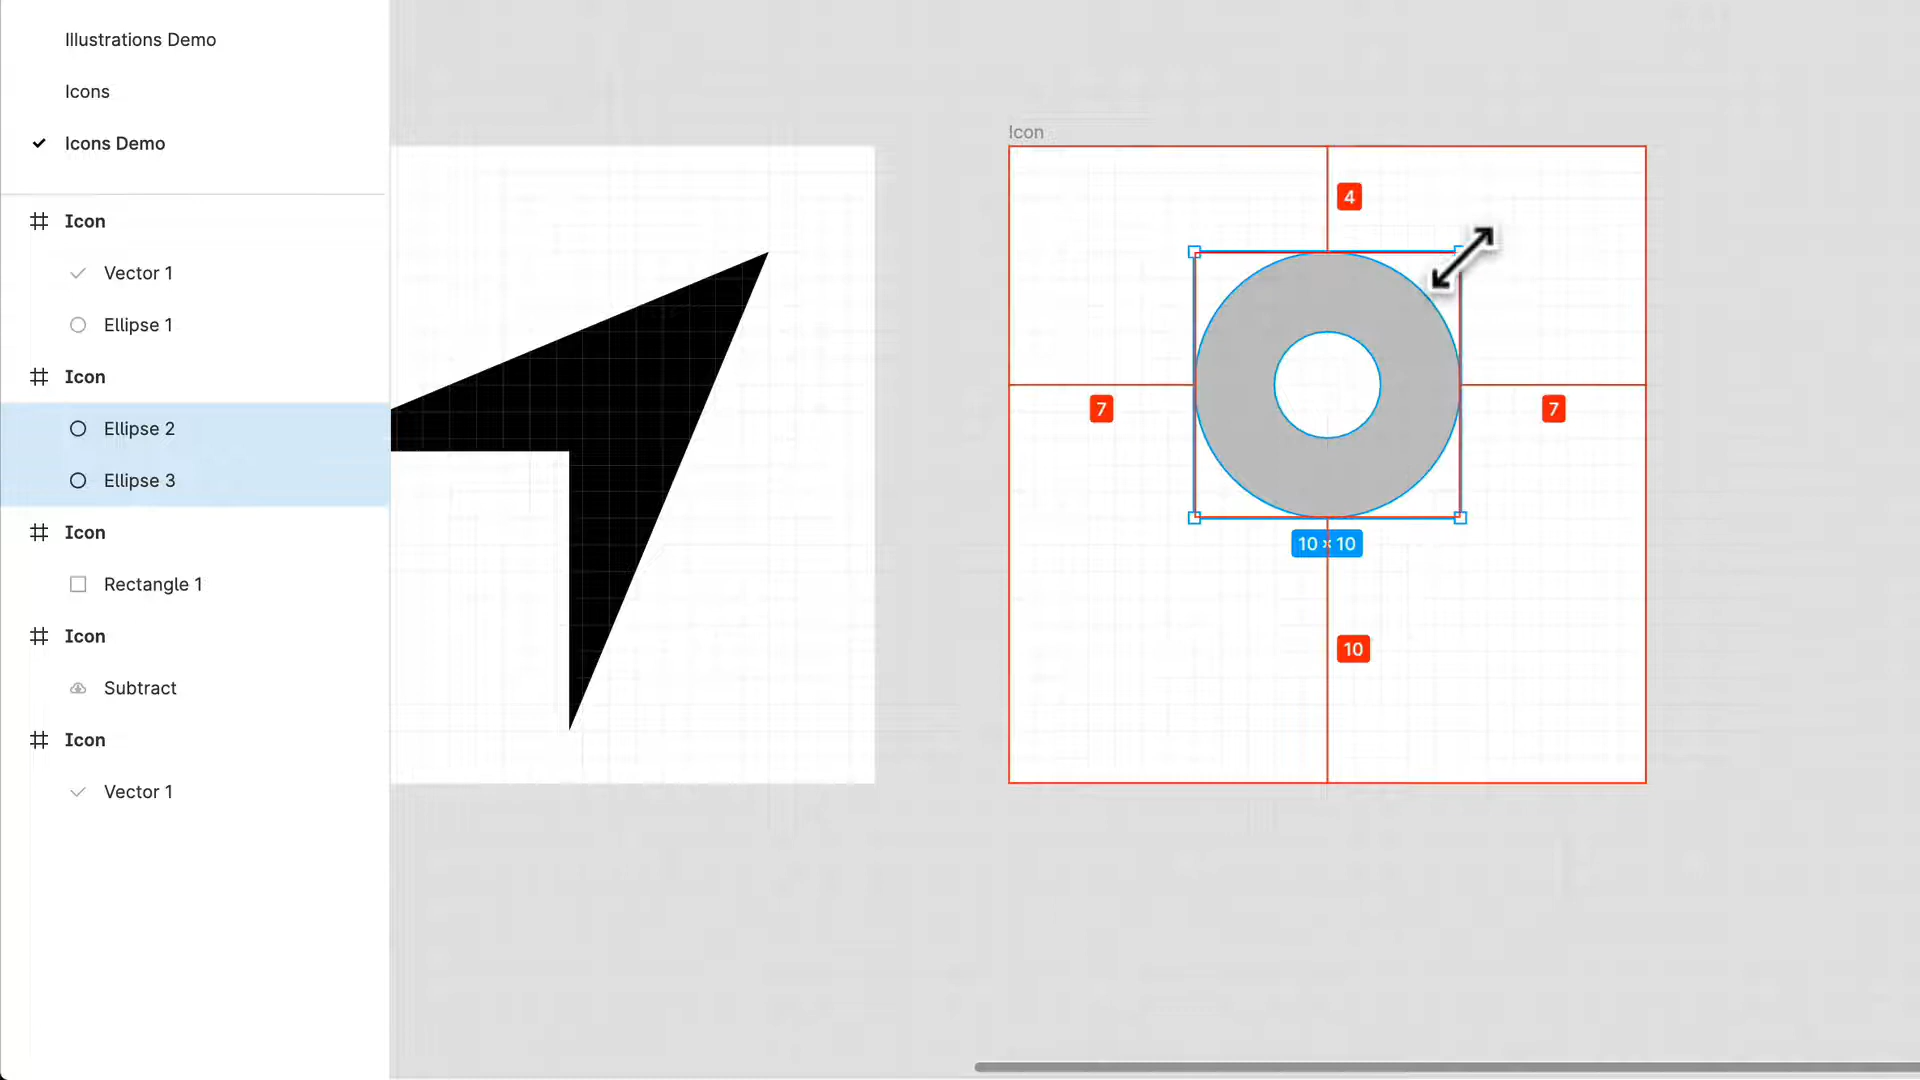 Illustrations Demo
Icons
Icons Demo
Icon
Vector 1
Ellipse 1
Icon
Ellipse 2
Ellipse 3
Icon
Rectangle 1
Icon
Subtract
Icon
Vector 1
Icon
4
7
7
10 × 10
10